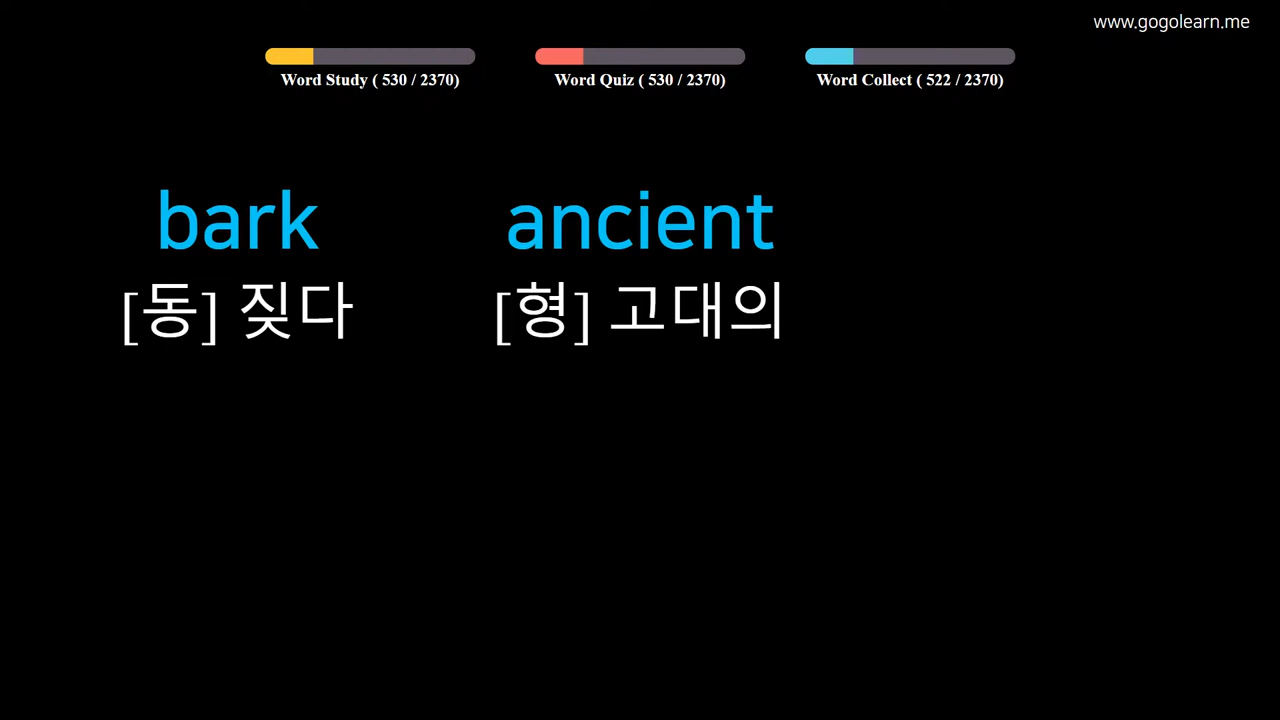 www.gogolearn.me
Word Study ( 530 / 2370) Word Quiz ( 530 / 2370) Word Collect ( 522 / 2370)
bark ancient
[동] 짖다 [형] 고대의